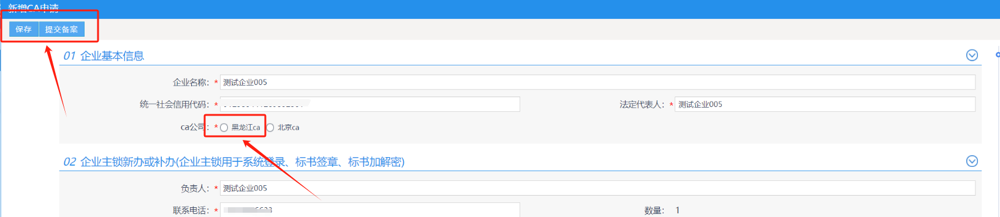 新增CA申请
保存 提交备案
01 企业基本信息
企业名称: * 测试企业005
统一社会信用代码: * 法定代表人: * 测试企业005
ca公司: * 黑龙江ca 北京ca
02 企业主锁新办或补办(企业主锁用于系统登录、标书签章、标书加解密)
负责人: * 测试企业005
联系电话: * 数量: 1